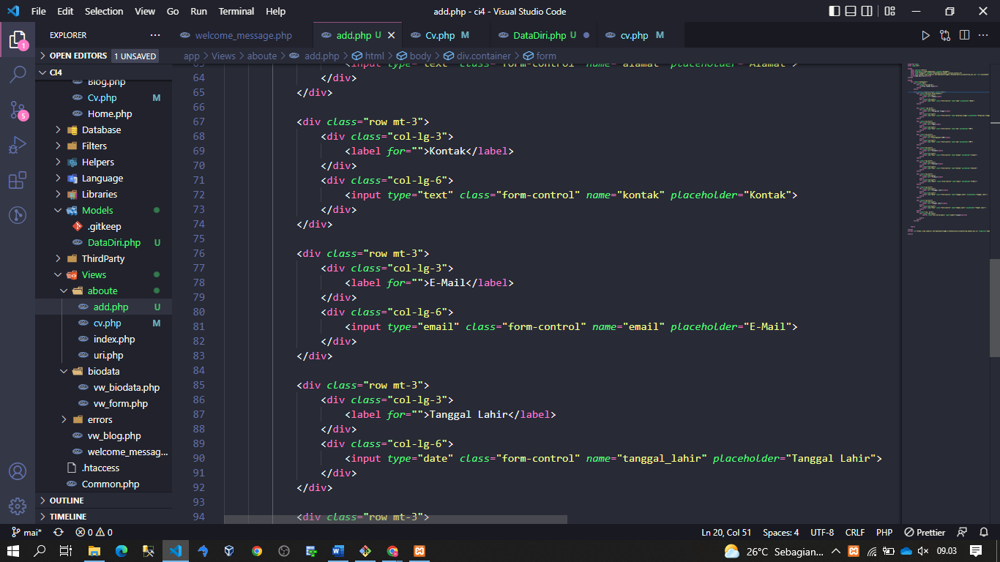 File Edit Selection View Go Run Terminal Help
add.php - ci4 - Visual Studio Code
EXPLORER
welcome_message.php
add.php U
Cv.php M
DataDiri.php U
cv.php M
OPEN EDITORS 1 UNSAVED
app > Views > aboute > add.php > html > body > div.container > form
CI4
Blog.php
Cv.php M
Home.php
Database
Filters
Helpers
Language
Libraries
Models
.gitkeep
DataDiri.php U
ThirdParty
Views
aboute
add.php U
cv.php M
index.php
uri.php
biodata
vw_biodata.php
vw_form.php
errors
vw_blog.php
welcome_messag...
.htaccess
Common.php
OUTLINE
TIMELINE
1
5
63 <input type="text" class="form-control" name="alamat" placeholder="Alamat">
64 </div>
65 </div>
66
67 <div class="row mt-3">
68 <div class="col-lg-3">
69 <label for="">Kontak</label>
70 </div>
71 <div class="col-lg-6">
72 <input type="text" class="form-control" name="kontak" placeholder="Kontak">
73 </div>
74 </div>
75
76 <div class="row mt-3">
77 <div class="col-lg-3">
78 <label for="">E-Mail</label>
79 </div>
80 <div class="col-lg-6">
81 <input type="email" class="form-control" name="email" placeholder="E-Mail">
82 </div>
83 </div>
84
85 <div class="row mt-3">
86 <div class="col-lg-3">
87 <label for="">Tanggal Lahir</label>
88 </div>
89 <div class="col-lg-6">
90 <input type="date" class="form-control" name="tanggal_lahir" placeholder="Tanggal Lahir">
91 </div>
92 </div>
93
94 <div class="row mt-3">
mai* 0 0
Ln 20, Col 51 Spaces: 4 UTF-8 CRLF PHP Prettier
26°C Sebagian... 09.03